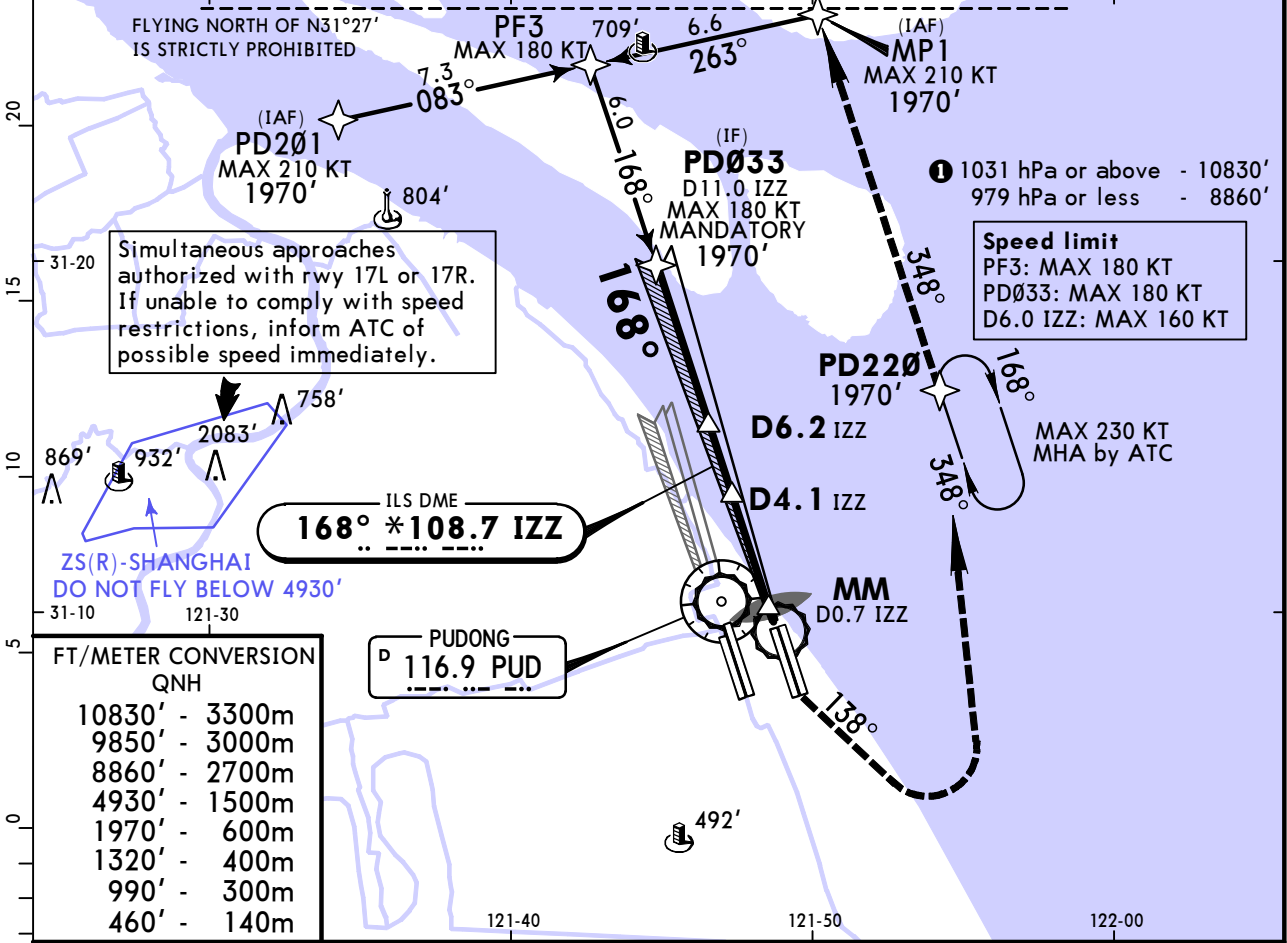 FLYING NORTH OF N31°27'
IS STRICTLY PROHIBITED
PF3
MAX 180 KT
709'
6.6
263°
(IAF)
MP1
MAX 210 KT
1970'
7.3
083°
(IAF)
PDZØ1
MAX 210 KT
1970'
6.0
168°
(IF)
PDØ33
D11.0 IZZ
MAX 180 KT
MANDATORY
1970'
1 1031 hPa or above - 10830'
979 hPa or less - 8860'
804'
Simultaneous approaches
authorized with rwy 17L or 17R.
If unable to comply with speed
restrictions, inform ATC of
possible speed immediately.
Speed limit
PF3: MAX 180 KT
PDØ33: MAX 180 KT
D6.0 IZZ: MAX 160 KT
168°
348°
PD22Ø
1970'
168°
348°
MAX 230 KT
MHA by ATC
758'
2083'
869'
932'
D6.2 IZZ
D4.1 IZZ
ILS DME
168° *108.7 IZZ
ZS(R)-SHANGHAI
DO NOT FLY BELOW 4930'
MM
D0.7 IZZ
PUDONG
D 116.9 PUD
138°
492'
20
15
10
5
0
31-20
31-10
121-30
121-40
121-50
122-00
FT/METER CONVERSION
QNH
10830' - 3300m
9850' - 3000m
8860' - 2700m
4930' - 1500m
1970' - 600m
1320' - 400m
990' - 300m
460' - 140m